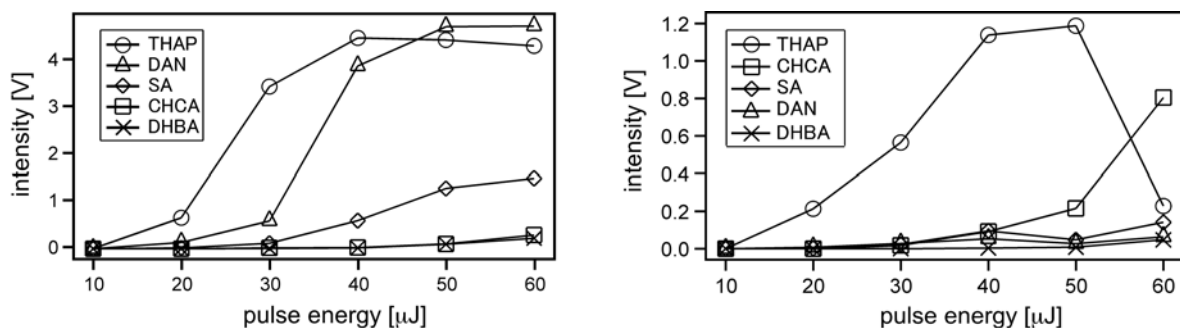 intensity [V]
4
3
2
1
0
THAP
DAN
SA
CHCA
DHBA
10 20 30 40 50 60
pulse energy [µJ]
intensity [V]
1.2
1.0
0.8
0.6
0.4
0.2
0.0
THAP
CHCA
SA
DAN
DHBA
10 20 30 40 50 60
pulse energy [µJ]